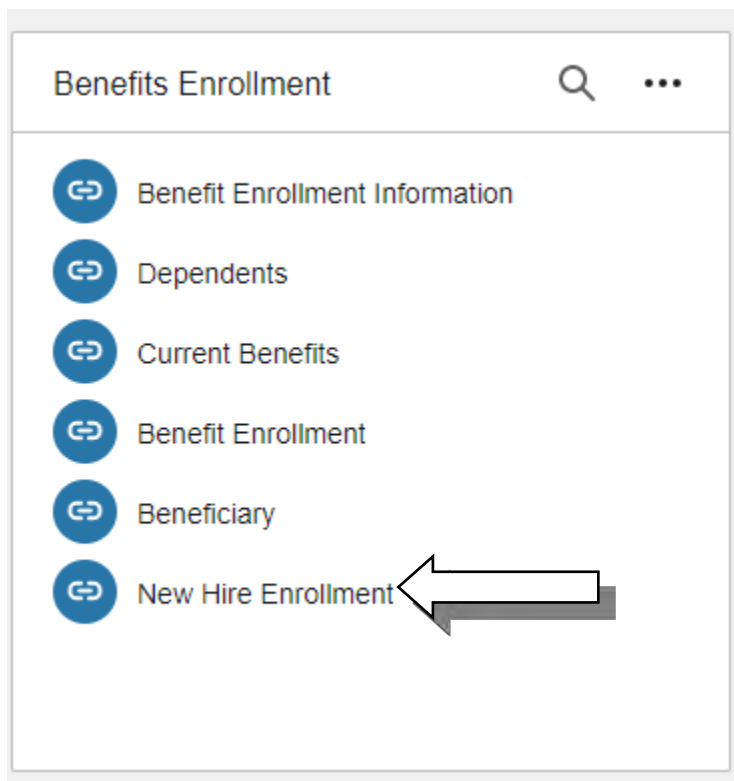 Benefits Enrollment
Benefit Enrollment Information
Dependents
Current Benefits
Benefit Enrollment
Beneficiary
New Hire Enrollment